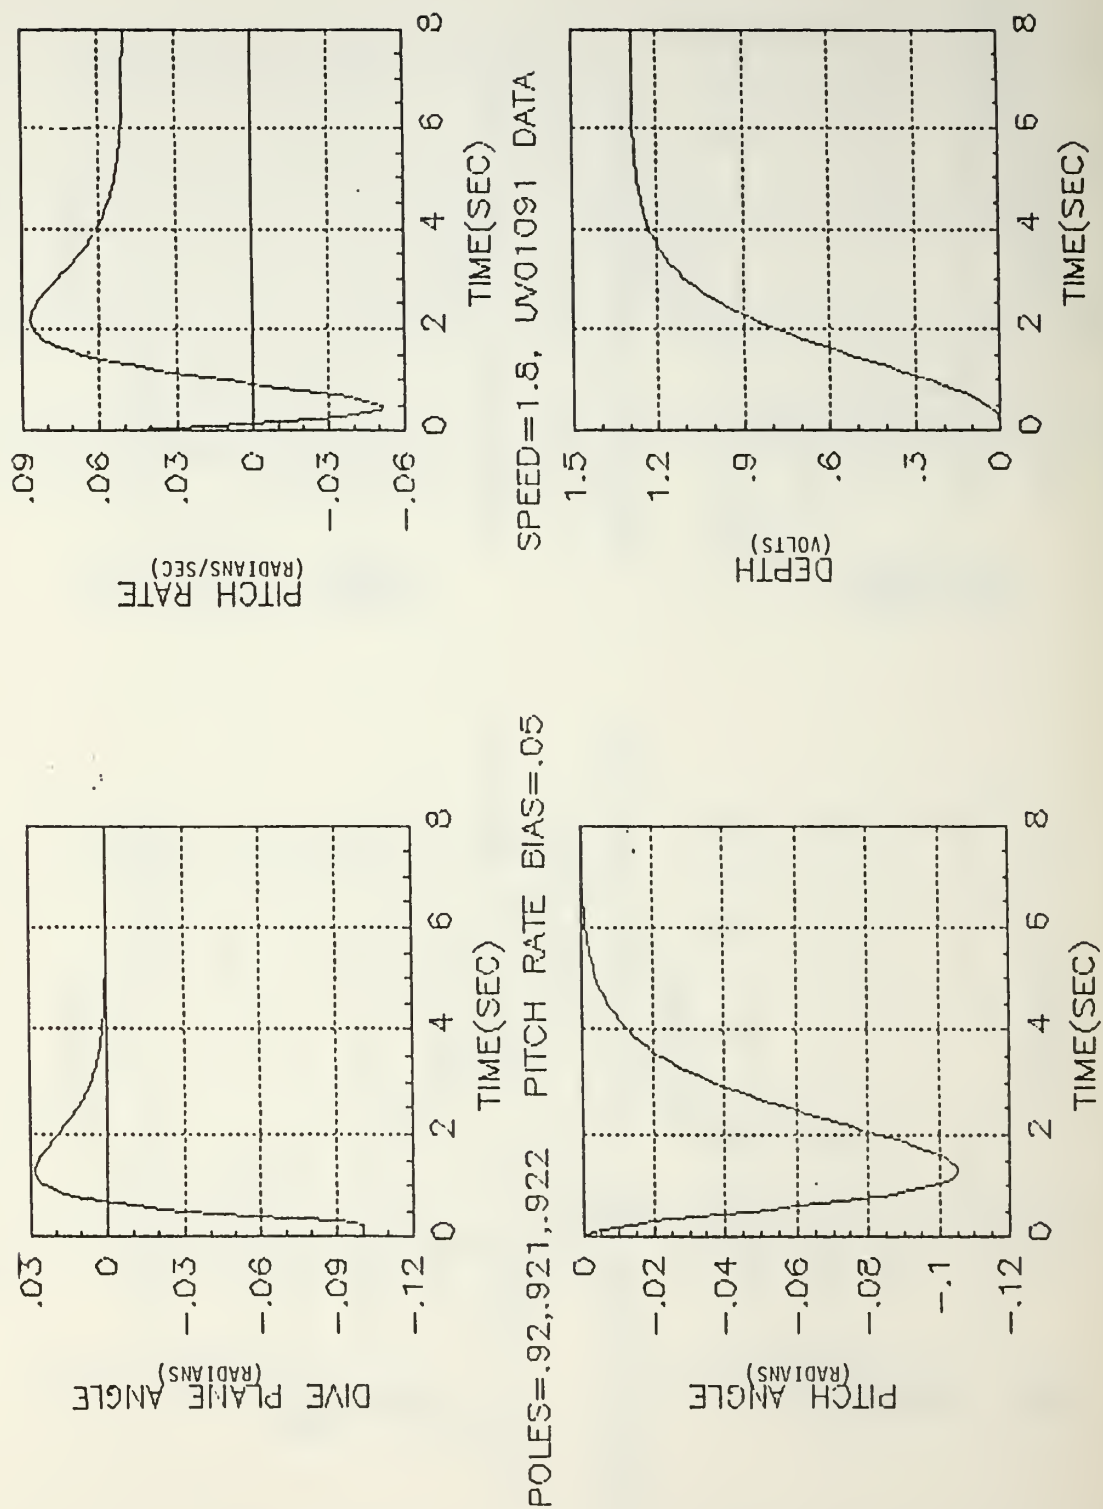 .03
0
-.03
-.06
-.09
-.12
DIVE PLANE ANGLE
(RADIANS)
0 2 4 6 8
TIME(SEC)
.09
.06
.03
0
-.03
-.06
PITCH RATE
(RADIANS/SEC)
0 2 4 6 8
TIME(SEC)
POLES=.92,.921,.922 PITCH RATE BIAS=.05 SPEED=1.8, UV01091 DATA
0
-.02
-.04
-.06
-.08
-.1
-.12
PITCH ANGLE
(RADIANS)
0 2 4 6 8
TIME(SEC)
1.5
1.2
.9
.6
.3
0
DEPTH
(VOLTS)
0 2 4 6 8
TIME(SEC)